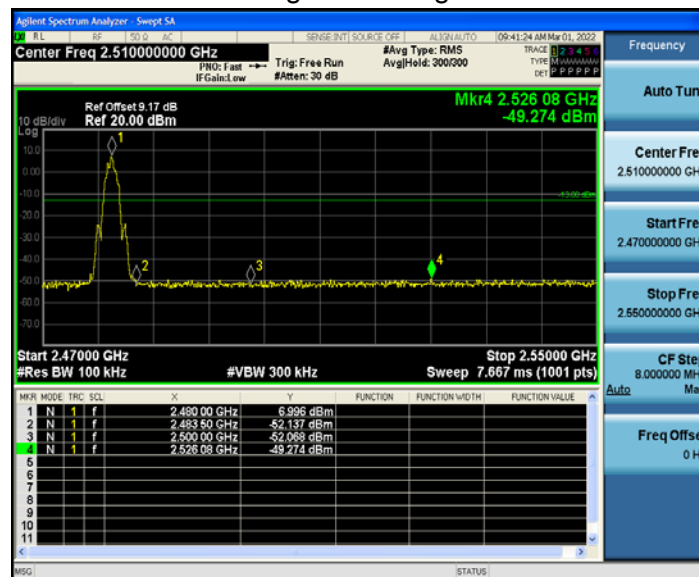 Agilent Spectrum Analyzer - Swept SA
RL RF 50 Ω AC SENSE:INT SOURCE OFF ALIGN AUTO 09:41:24 AM Mar 01, 2022
Center Freq 2.510000000 GHz
PNO: Fast
IFGain:Low
Trig: Free Run
#Atten: 30 dB
#Avg Type: RMS
Avg|Hold: 300/300
TRACE 1 2 3 4 5 6
TYPE M W W W W W
DET P P P P P P
Frequency
Auto Tun
Center Fre
2.510000000 GH
Start Fre
2.470000000 GH
Stop Fre
2.550000000 GH
CF Ste
8.000000 MH
Auto Ma
Freq Offse
0 H
Mkr4 2.526 08 GHz
-49.274 dBm
Ref Offset 9.17 dB
10 dB/div Ref 20.00 dBm
Log
10.0
0.00
-10.0
-20.0
-30.0
-40.0
-50.0
-60.0
-70.0
-13.00 dBm
1
2
3
4
Start 2.47000 GHz Stop 2.55000 GHz
#Res BW 100 kHz #VBW 300 kHz Sweep 7.667 ms (1001 pts)
MKR MODE TRC SCL X Y FUNCTION FUNCTION WIDTH FUNCTION VALUE
1 N 1 f 2.480 00 GHz 6.996 dBm
2 N 1 f 2.483 50 GHz -52.137 dBm
3 N 1 f 2.500 00 GHz -52.068 dBm
4 N 1 f 2.526 08 GHz -49.274 dBm
5
6
7
8
9
10
11
MSG STATUS